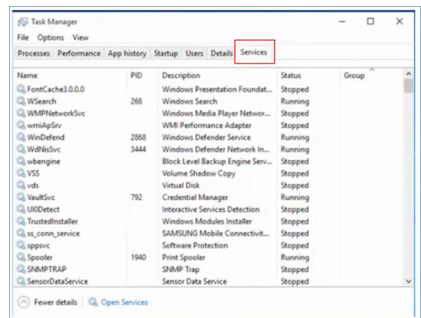 Task Manager
File Options View
Processes Performance App history Startup Users Details Services
Name PID Description Status Group
FontCache3.0.0.0 Windows Presentation Foundat... Stopped
WSearch 268 Windows Search Running
WMPNetworkSvc Windows Media Player Networ... Stopped
wmiApSrv WMI Performance Adapter Stopped
WinDefend 2868 Windows Defender Service Running
WdNisSvc 3444 Windows Defender Network In... Running
wbengine Block Level Backup Engine Serv... Stopped
VSS Volume Shadow Copy Stopped
vds Virtual Disk Stopped
VaultSvc 792 Credential Manager Running
UI0Detect Interactive Services Detection Stopped
TrustedInstaller Windows Modules Installer Stopped
ss_conn_service SAMSUNG Mobile Connectivit... Stopped
sppsvc Software Protection Stopped
Spooler 1940 Print Spooler Running
SNMPTRAP SNMP Trap Stopped
SensorDataService Sensor Data Service Stopped
Fewer details Open Services